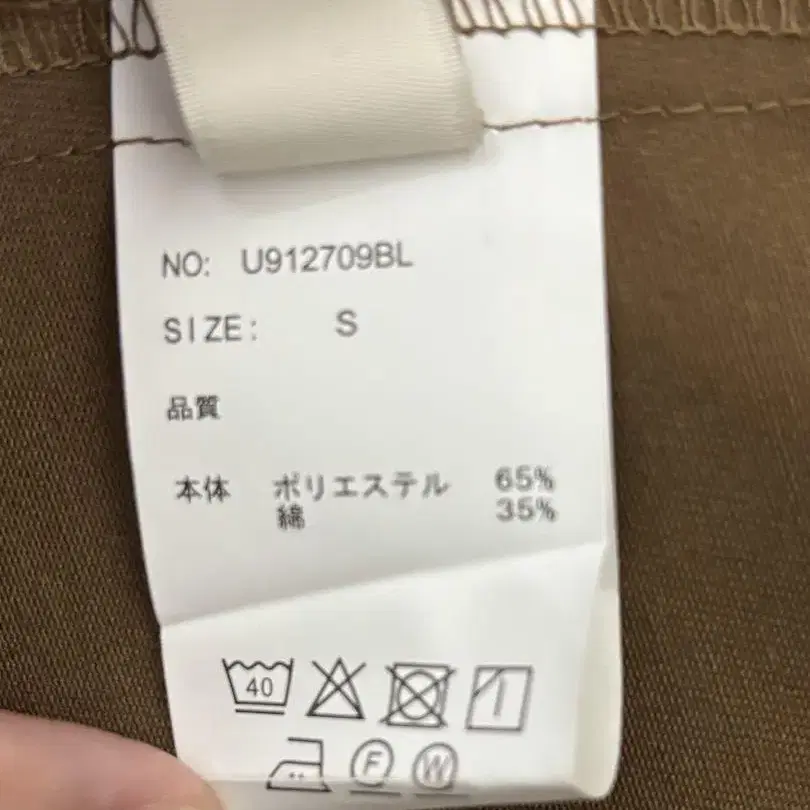 NO: U912709BL
SIZE: S
品質
本体 ポリエステル 65%
綿 35%
40
F W